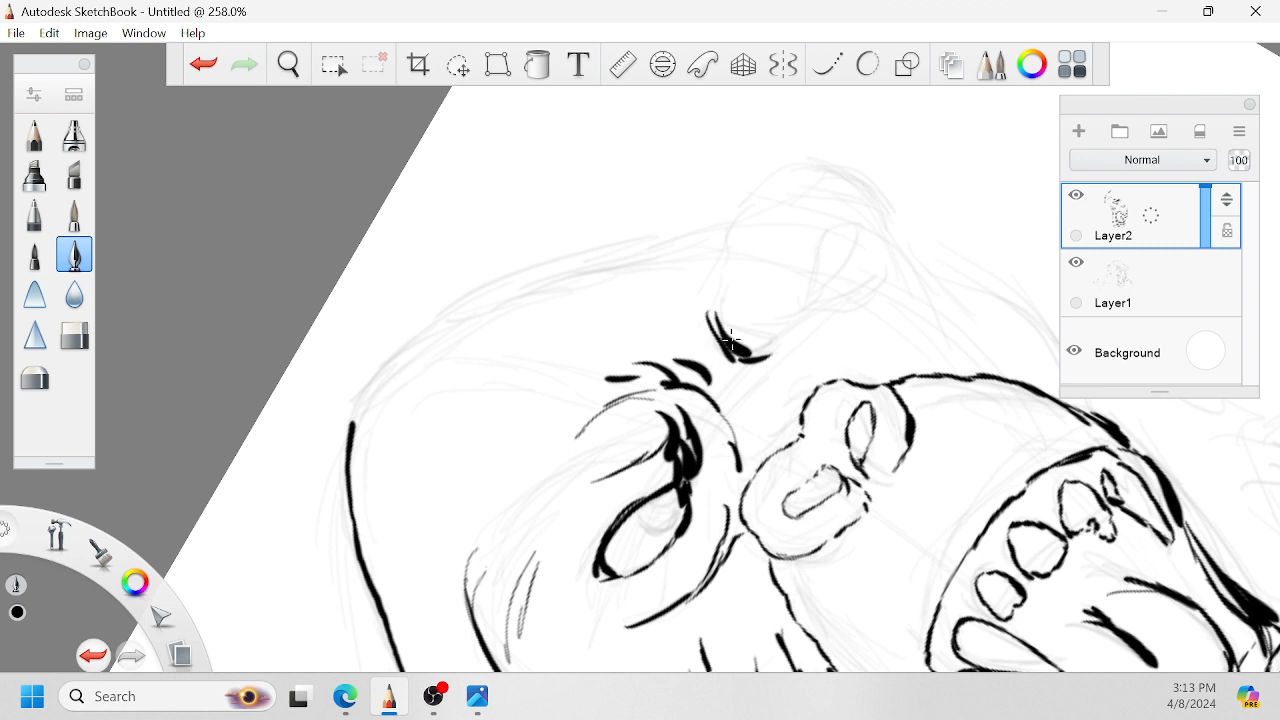 Autodesk SketchBook - Untitled @ 258.0%
File Edit Image Window Help
T
Normal 100
Layer2
Layer1
Background
Search
3:13 PM
4/8/2024
PRE